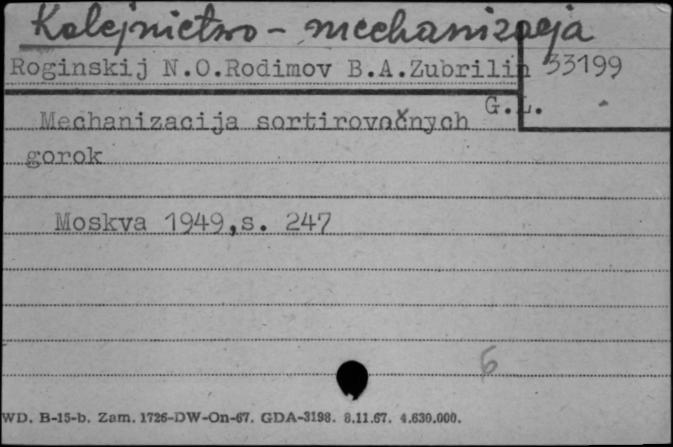 Kolejnictwo - mechanizacja
Roginskij N.O.Rodimov B.A.Zubrilin 33199
G.L.
Mechanizacija sortirovočnych
gorok
Moskva 1949,s. 247
6
WD. B-15-b. Zam. 1726-DW-On-67. GDA-3198. 8.11.67. 4.630.000.